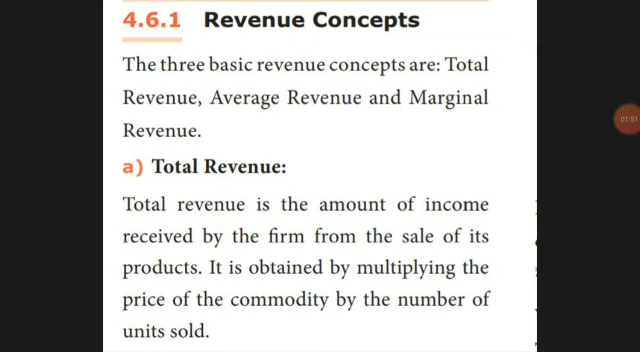 4.6.1 Revenue Concepts
The three basic revenue concepts are: Total
Revenue, Average Revenue and Marginal
Revenue.
a) Total Revenue:
Total revenue is the amount of income
received by the firm from the sale of its
products. It is obtained by multiplying the
price of the commodity by the number of
units sold.
01:51